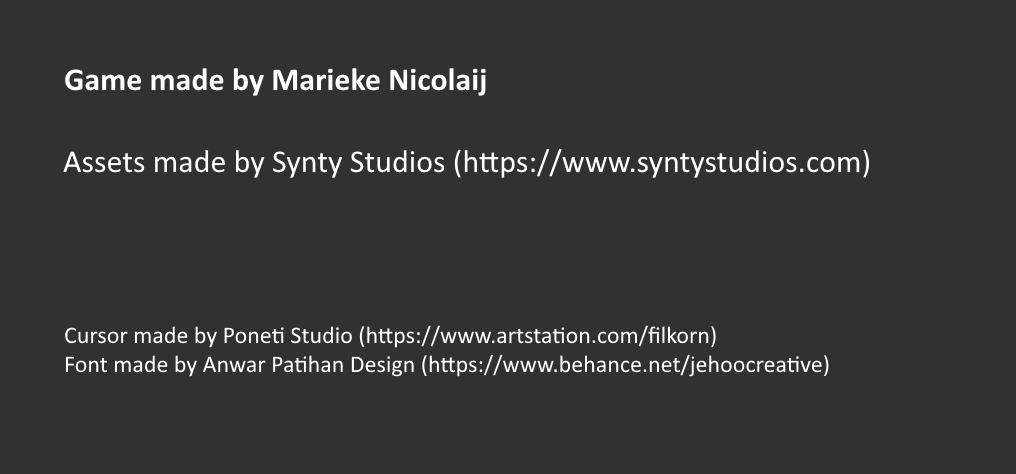 Game made by Marieke Nicolaij
Assets made by Synty Studios (https://www.syntystudios.com)
Cursor made by Poneti Studio (https://www.artstation.com/filkorn)
Font made by Anwar Patihan Design (https://www.behance.net/jehoocreative)